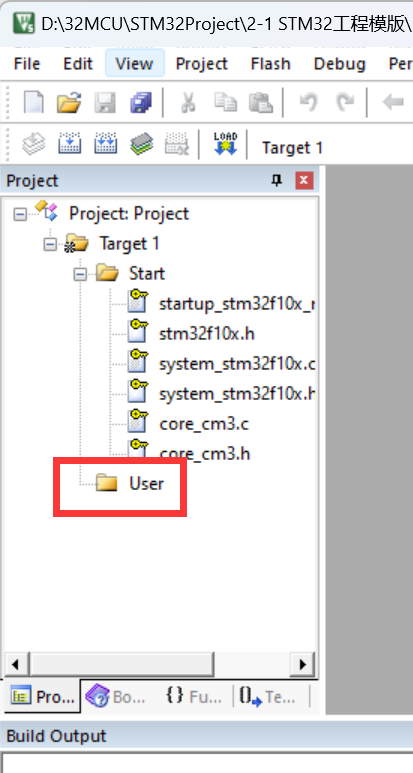 D:\32MCU\STM32Project\2-1 STM32工程模版\
File Edit View Project Flash Debug Per
LOAD Target 1
Project
Project: Project
Target 1
Start
startup_stm32f10x_r
stm32f10x.h
system_stm32f10x.c
system_stm32f10x.h
core_cm3.c
core_cm3.h
User
Pro... Bo... {} Fu... 0 Te...
Build Output